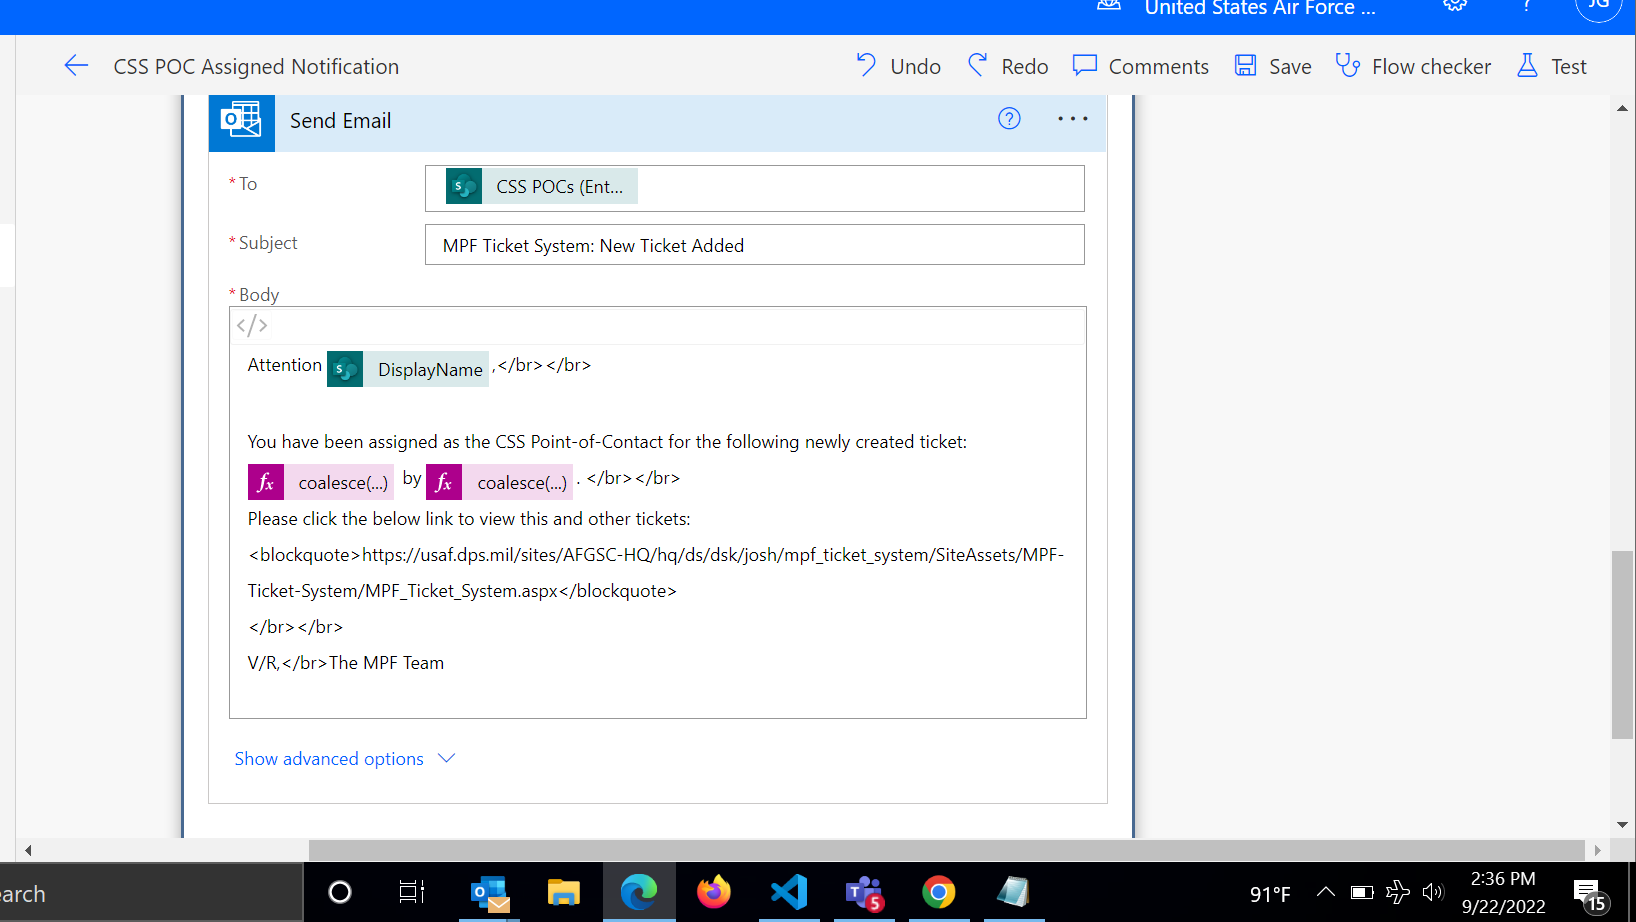 United States Air Force ...
?
JG
CSS POC Assigned Notification
Undo
Redo
Comments
Save
Flow checker
Test
Send Email
?
...
* To
S CSS POCs (Ent...
* Subject
MPF Ticket System: New Ticket Added
* Body
</>
Attention S DisplayName ,</br></br>
You have been assigned as the CSS Point-of-Contact for the following newly created ticket:
fx coalesce(...) by fx coalesce(...) . </br></br>
Please click the below link to view this and other tickets:
<blockquote>https://usaf.dps.mil/sites/AFGSC-HQ/hq/ds/dsk/josh/mpf_ticket_system/SiteAssets/MPF-
Ticket-System/MPF_Ticket_System.aspx</blockquote>
</br></br>
V/R,</br>The MPF Team
Show advanced options
earch
5
91°F
2:36 PM
9/22/2022
15